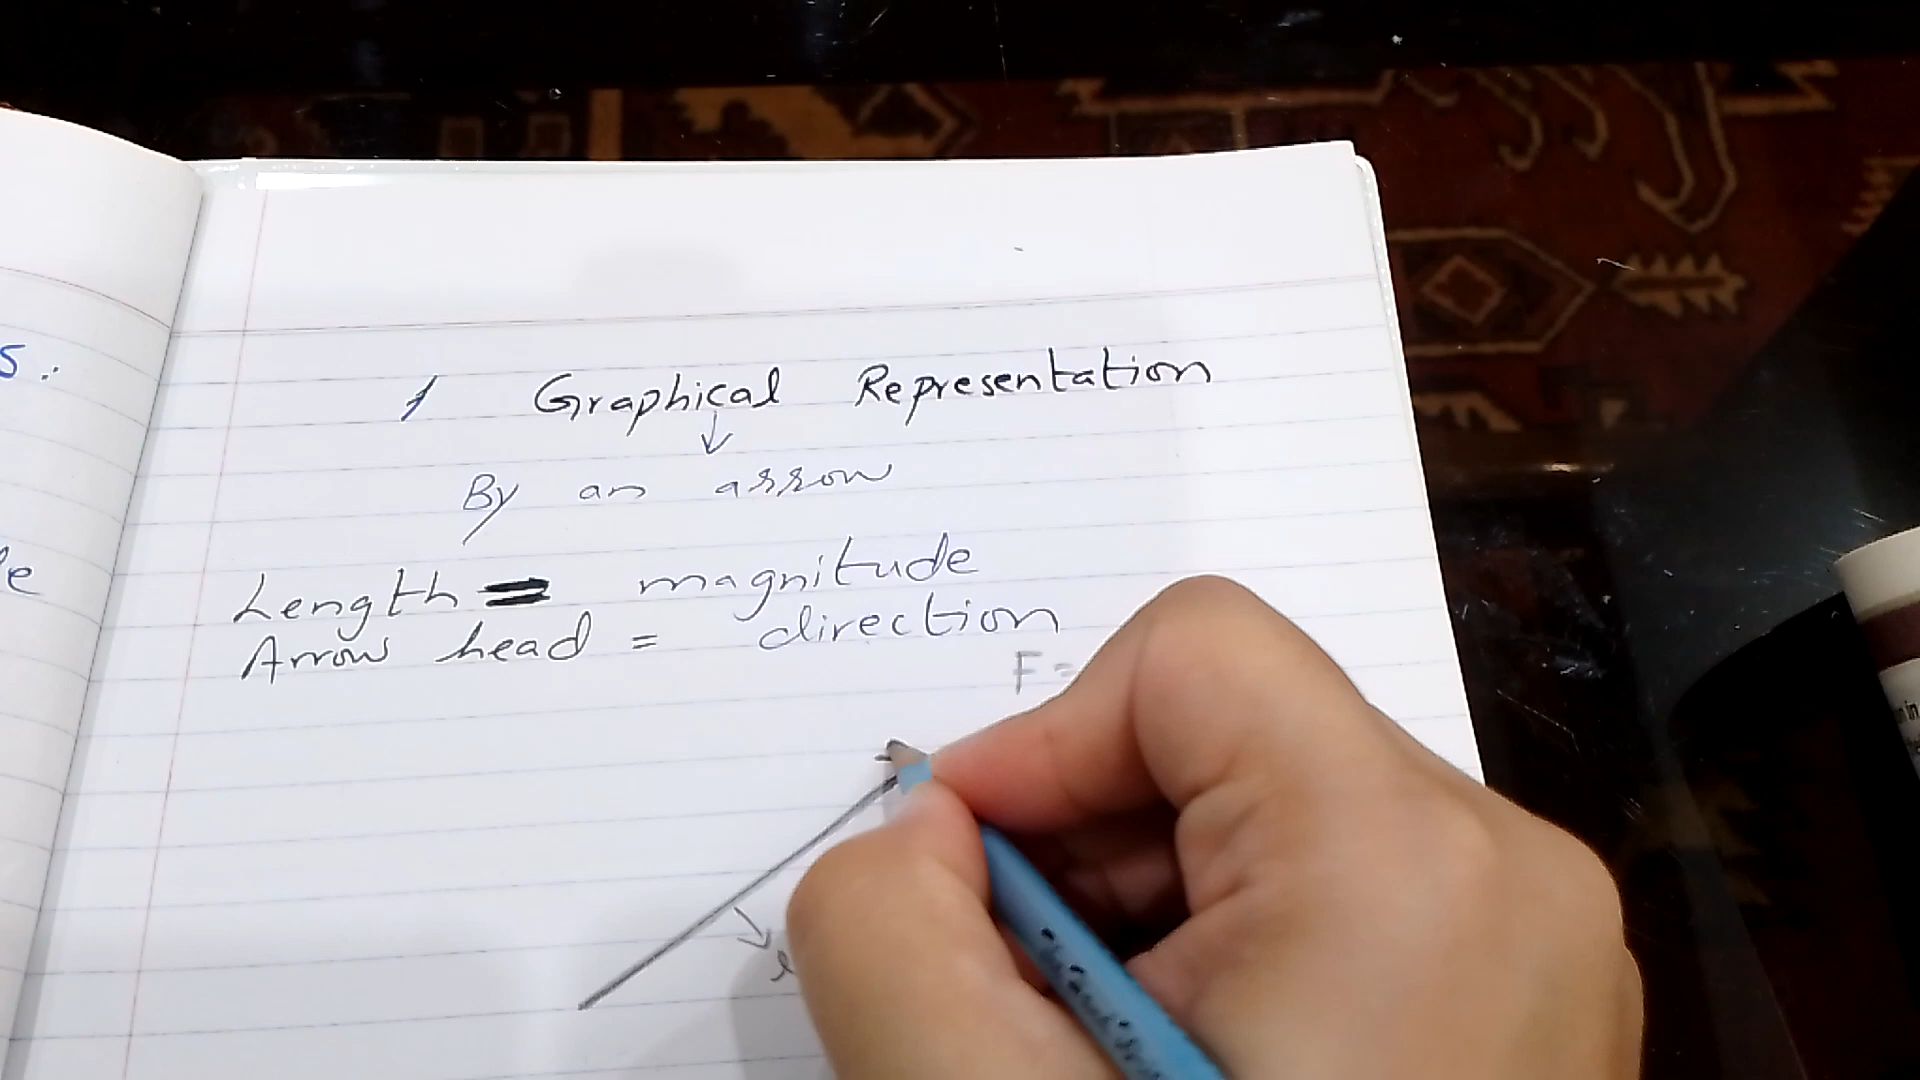 s:
e
1 Graphical Representation
↓
By an arrow
Length = magnitude
Arrow head = direction
F =